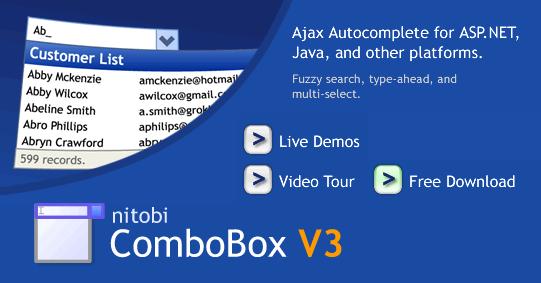 Ab_
Customer List
Abby Mckenzie amckenzie@hotmail
Abby Wilcox awilcox@gmail.c
Abeline Smith a.smith@grok
Abro Phillips aphilips@
Abryn Crawford
599 records.
Ajax Autocomplete for ASP.NET,
Java, and other platforms.
Fuzzy search, type-ahead, and
multi-select.
> Live Demos
> Video Tour > Free Download
nitobi
ComboBox V3